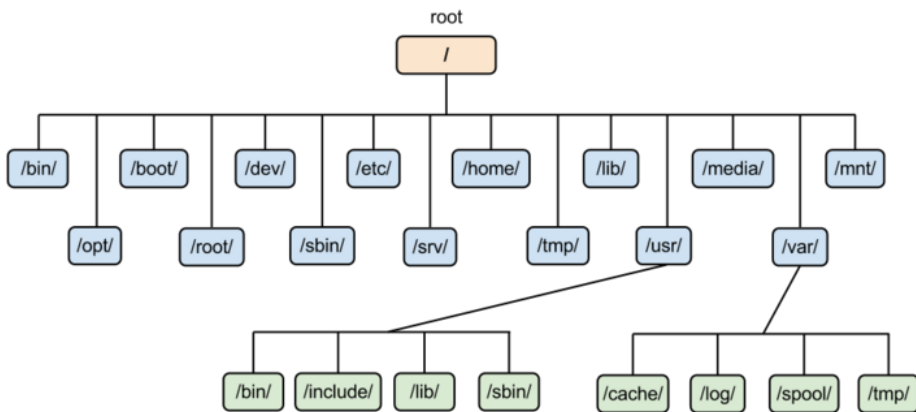 root
/
/bin/ /boot/ /dev/ /etc/ /home/ /lib/ /media/ /mnt/
/opt/ /root/ /sbin/ /srv/ /tmp/ /usr/ /var/
/bin/ /include/ /lib/ /sbin/ /cache/ /log/ /spool/ /tmp/